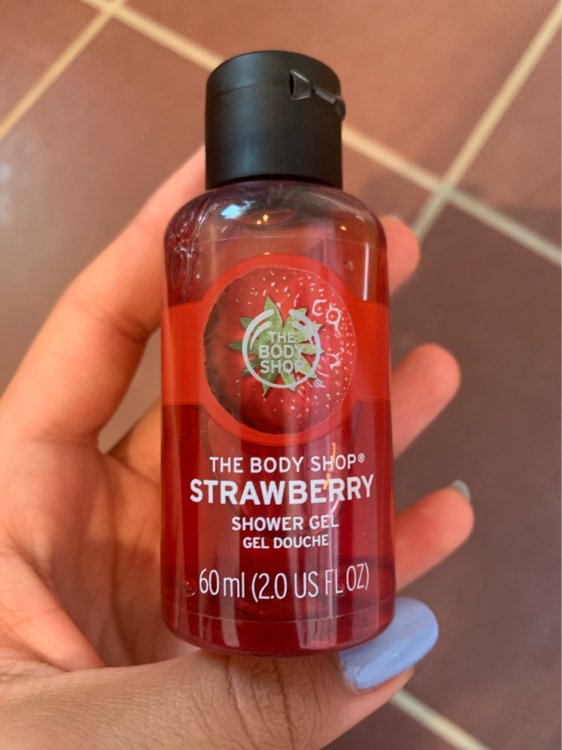 THE
BODY
SHOP
THE BODY SHOP®
STRAWBERRY
SHOWER GEL
GEL DOUCHE
60 ml (2.0 US FL OZ)